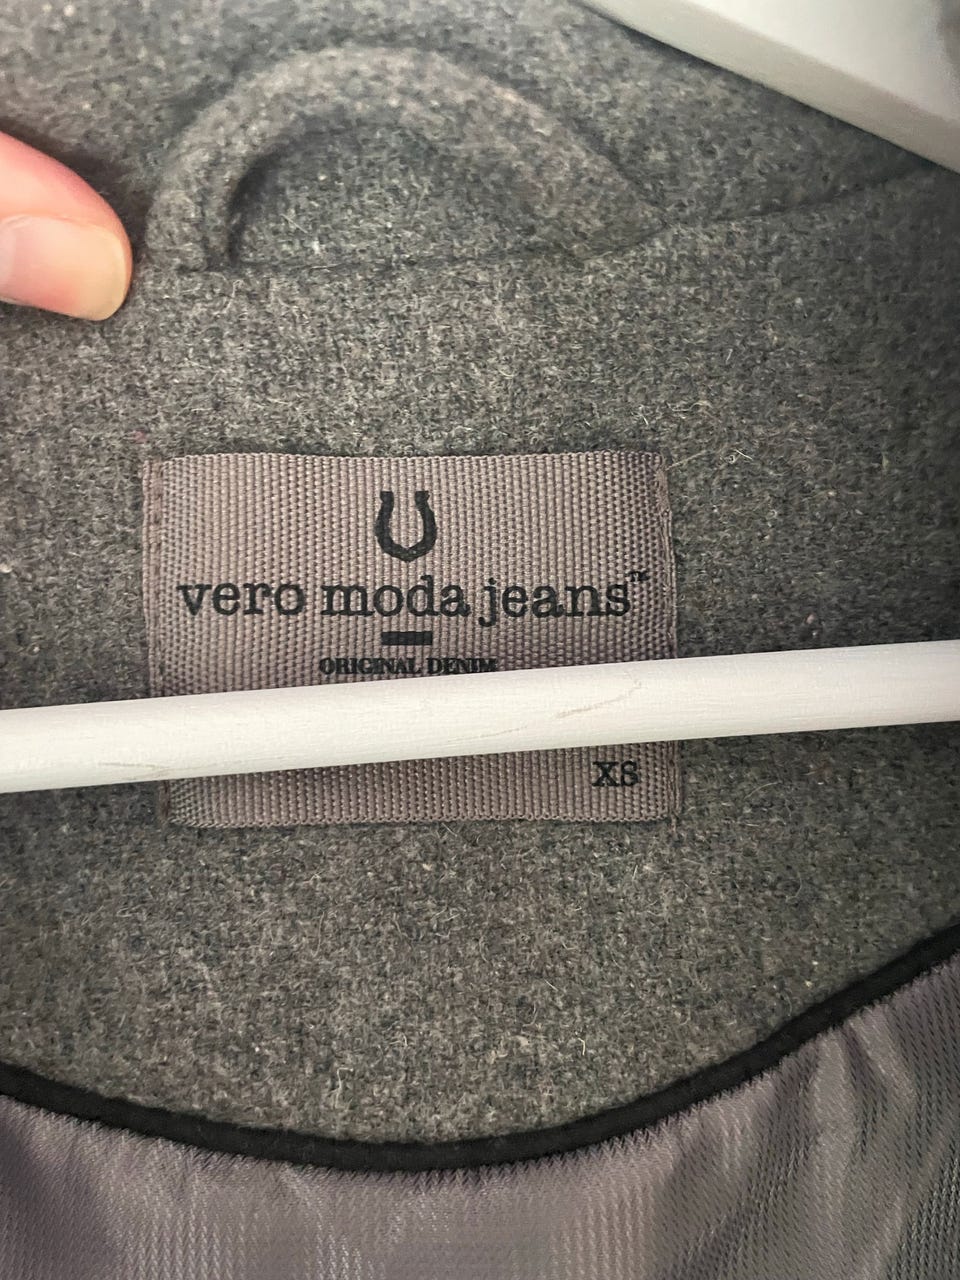 vero moda jeans™
ORIGINAL DENIM
XS